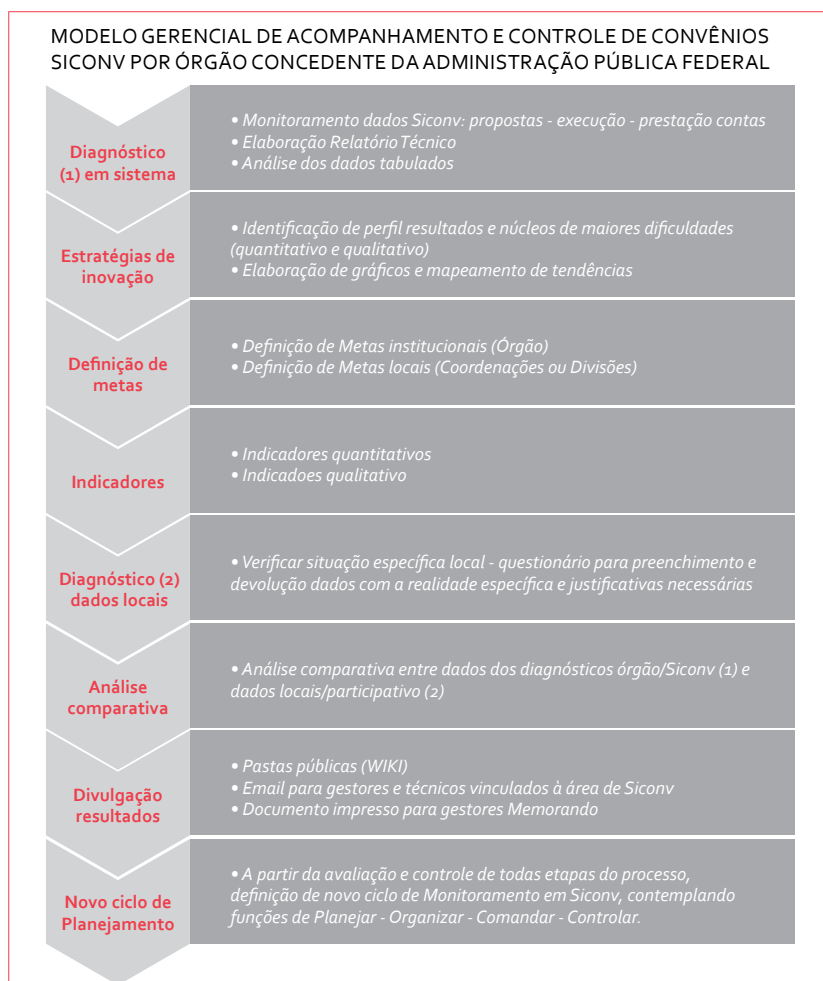 MODELO GERENCIAL DE ACOMPANHAMENTO E CONTROLE DE CONVÊNIOS
SICONV POR ÓRGÃO CONCEDENTE DA ADMINISTRAÇÃO PÚBLICA FEDERAL
Diagnóstico
(1) em sistema
• Monitoramento dados Siconv: propostas - execução - prestação contas
• Elaboração Relatório Técnico
• Análise dos dados tabulados
Estratégias de
inovação
• Identificação de perfil resultados e núcleos de maiores dificuldades
(quantitativo e qualitativo)
• Elaboração de gráficos e mapeamento de tendências
Definição de
metas
• Definição de Metas institucionais (Órgão)
• Definição de Metas locais (Coordenações ou Divisões)
Indicadores
• Indicadores quantitativos
• Indicadoes qualitativo
Diagnóstico (2)
dados locais
• Verificar situação específica local - questionário para preenchimento e
devolução dados com a realidade específica e justificativas necessárias
Análise
comparativa
• Análise comparativa entre dados dos diagnósticos órgão/Siconv (1) e
dados locais/participativo (2)
Divulgação
resultados
• Pastas públicas (WIKI)
• Email para gestores e técnicos vinculados à área de Siconv
• Documento impresso para gestores Memorando
Novo ciclo de
Planejamento
• A partir da avaliação e controle de todas etapas do processo,
definição de novo ciclo de Monitoramento em Siconv, contemplando
funções de Planejar - Organizar - Comandar - Controlar.